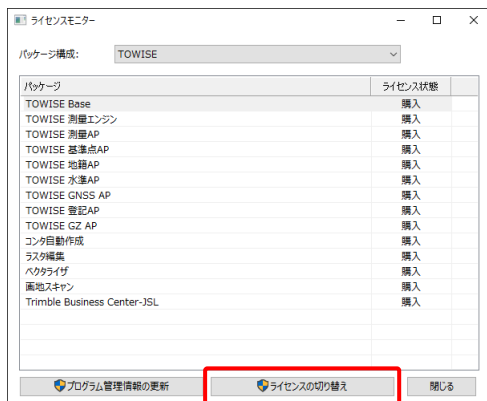 ライセンスモニター
パッケージ構成: TOWISE
パッケージ ライセンス状態
TOWISE Base 購入
TOWISE 測量エンジン 購入
TOWISE 測量AP 購入
TOWISE 基準点AP 購入
TOWISE 地籍AP 購入
TOWISE 水準AP 購入
TOWISE GNSS AP 購入
TOWISE 登記AP 購入
TOWISE GZ AP 購入
コンタ自動作成 購入
ラスタ編集 購入
ベクタライザ 購入
画地スキャン 購入
Trimble Business Center-JSL 購入
プログラム管理情報の更新 ライセンスの切り替え 閉じる